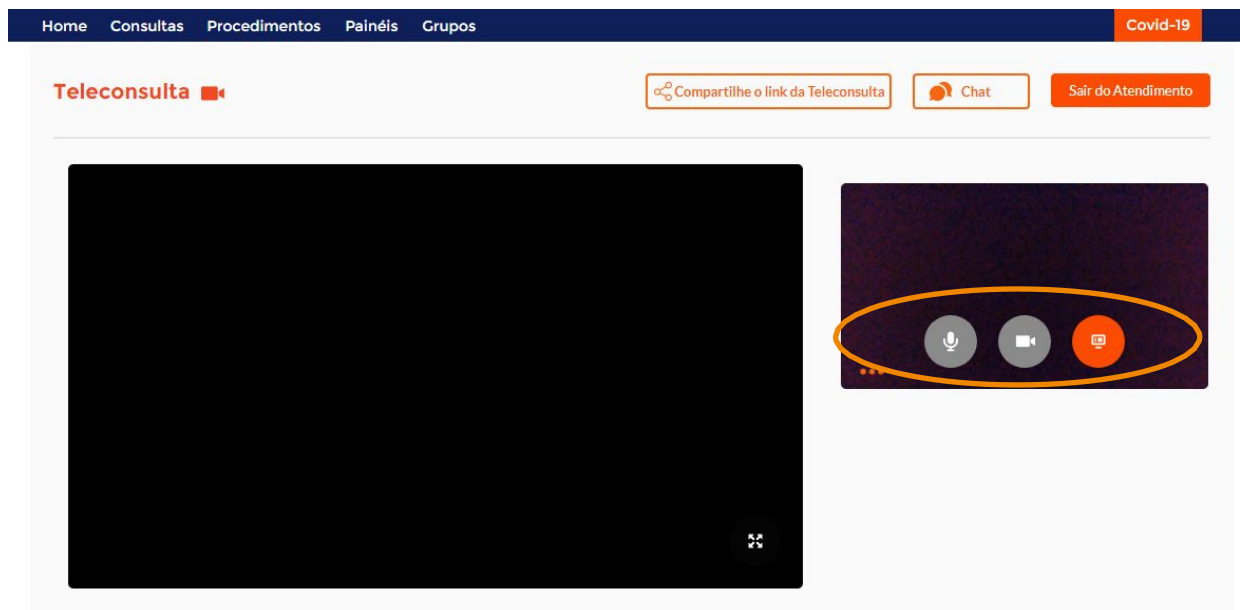 Home Consultas Procedimentos Painéis Grupos Covid-19
Teleconsulta Compartilhe o link da Teleconsulta Chat Sair do Atendimento